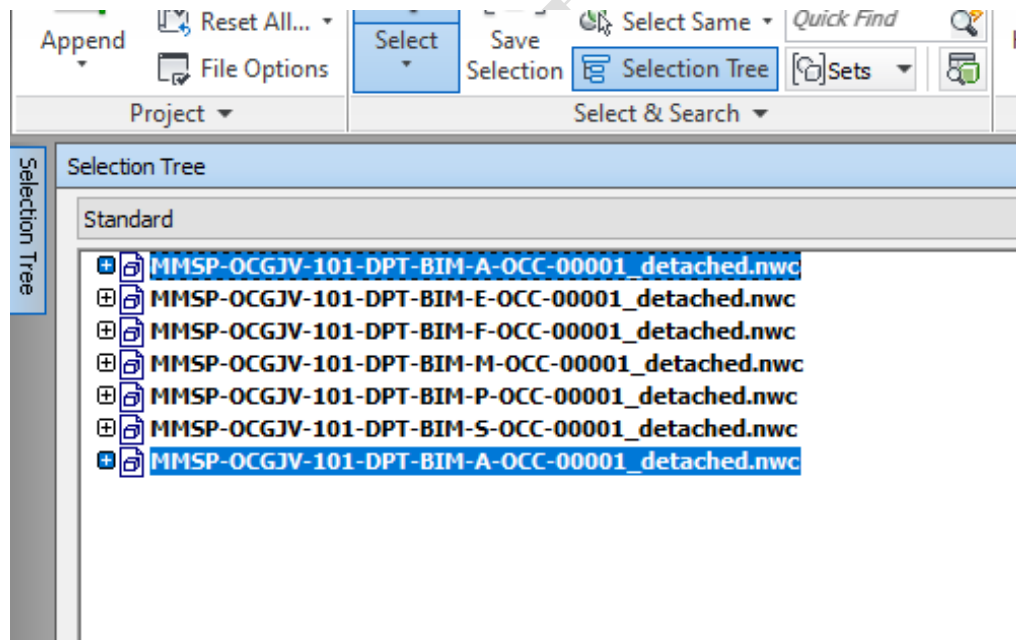 Reset All...
Append
Select
Save
Selection
Select Same
Quick Find
File Options
Selection Tree
Sets
Project
Select & Search
Selection Tree
Selection Tree
Standard
MMSP-OCGJV-101-DPT-BIM-A-OCC-00001_detached.nwc
MMSP-OCGJV-101-DPT-BIM-E-OCC-00001_detached.nwc
MMSP-OCGJV-101-DPT-BIM-F-OCC-00001_detached.nwc
MMSP-OCGJV-101-DPT-BIM-M-OCC-00001_detached.nwc
MMSP-OCGJV-101-DPT-BIM-P-OCC-00001_detached.nwc
MMSP-OCGJV-101-DPT-BIM-S-OCC-00001_detached.nwc
MMSP-OCGJV-101-DPT-BIM-A-OCC-00001_detached.nwc